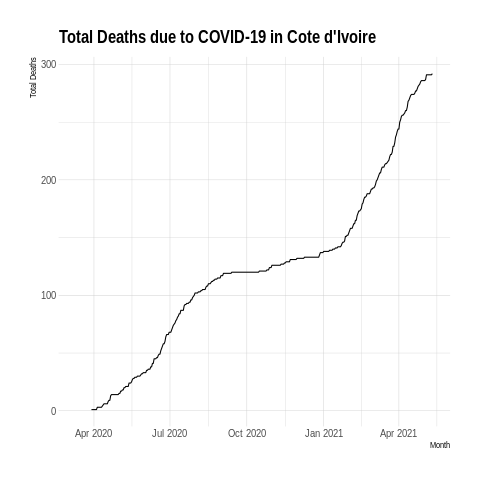 Total Deaths due to COVID-19 in Cote d'Ivoire
Total Deaths
300
200
100
0
Apr 2020 Jul 2020 Oct 2020 Jan 2021 Apr 2021
Month